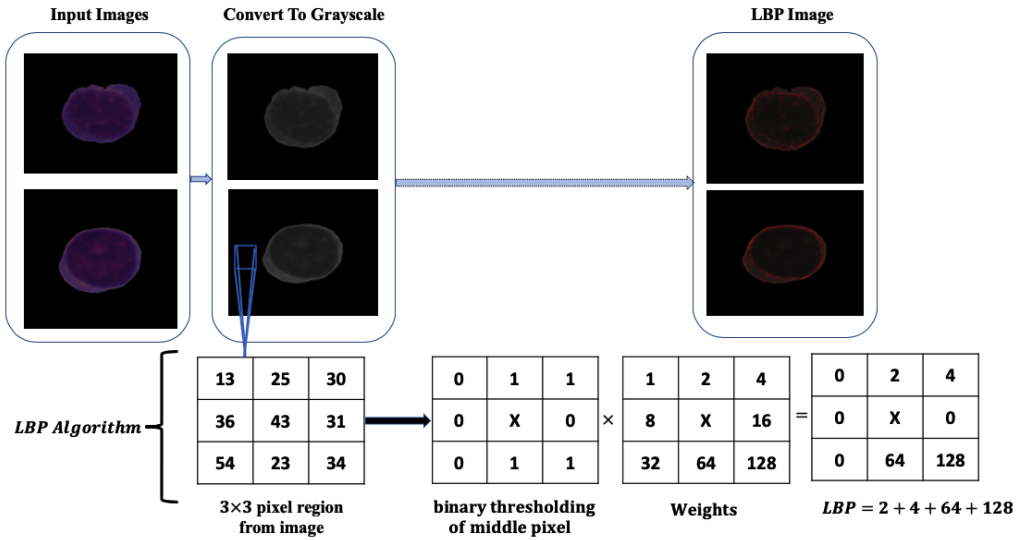 Input Images Convert To Grayscale LBP Image
13 25 30 0 1 1 1 2 4 0 2 4
LBP Algorithm 36 43 31 0 X 0 × 8 X 16 = 0 X 0
54 23 34 0 1 1 32 64 128 0 64 128
3×3 pixel region
from image
binary thresholding
of middle pixel
Weights
LBP = 2 + 4 + 64 + 128